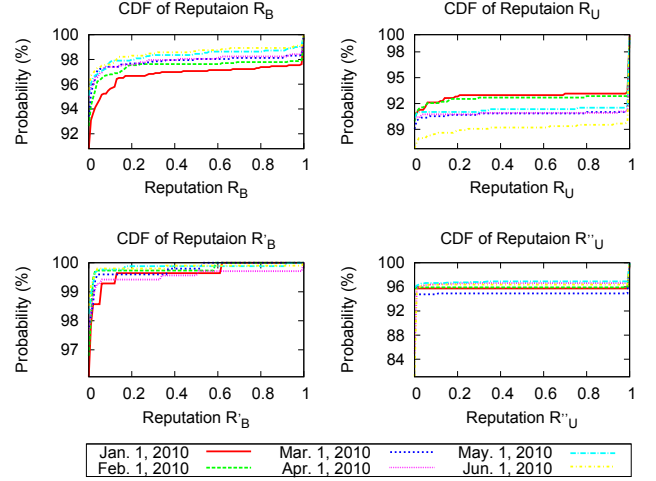 CDF of Reputaion R_B
CDF of Reputaion R_U
Probability (%)
100
98
96
94
92
0 0.2 0.4 0.6 0.8 1
Reputation R_B
Probability (%)
100
98
95
92
89
0 0.2 0.4 0.6 0.8 1
Reputation R_U
CDF of Reputaion R'_B
CDF of Reputaion R''_U
Probability (%)
100
99
97
96
0 0.2 0.4 0.6 0.8 1
Reputation R'_B
Probability (%)
100
96
92
88
84
0 0.2 0.4 0.6 0.8 1
Reputation R''_U
Jan. 1, 2010 Mar. 1, 2010 May. 1, 2010
Feb. 1, 2010 Apr. 1, 2010 Jun. 1, 2010